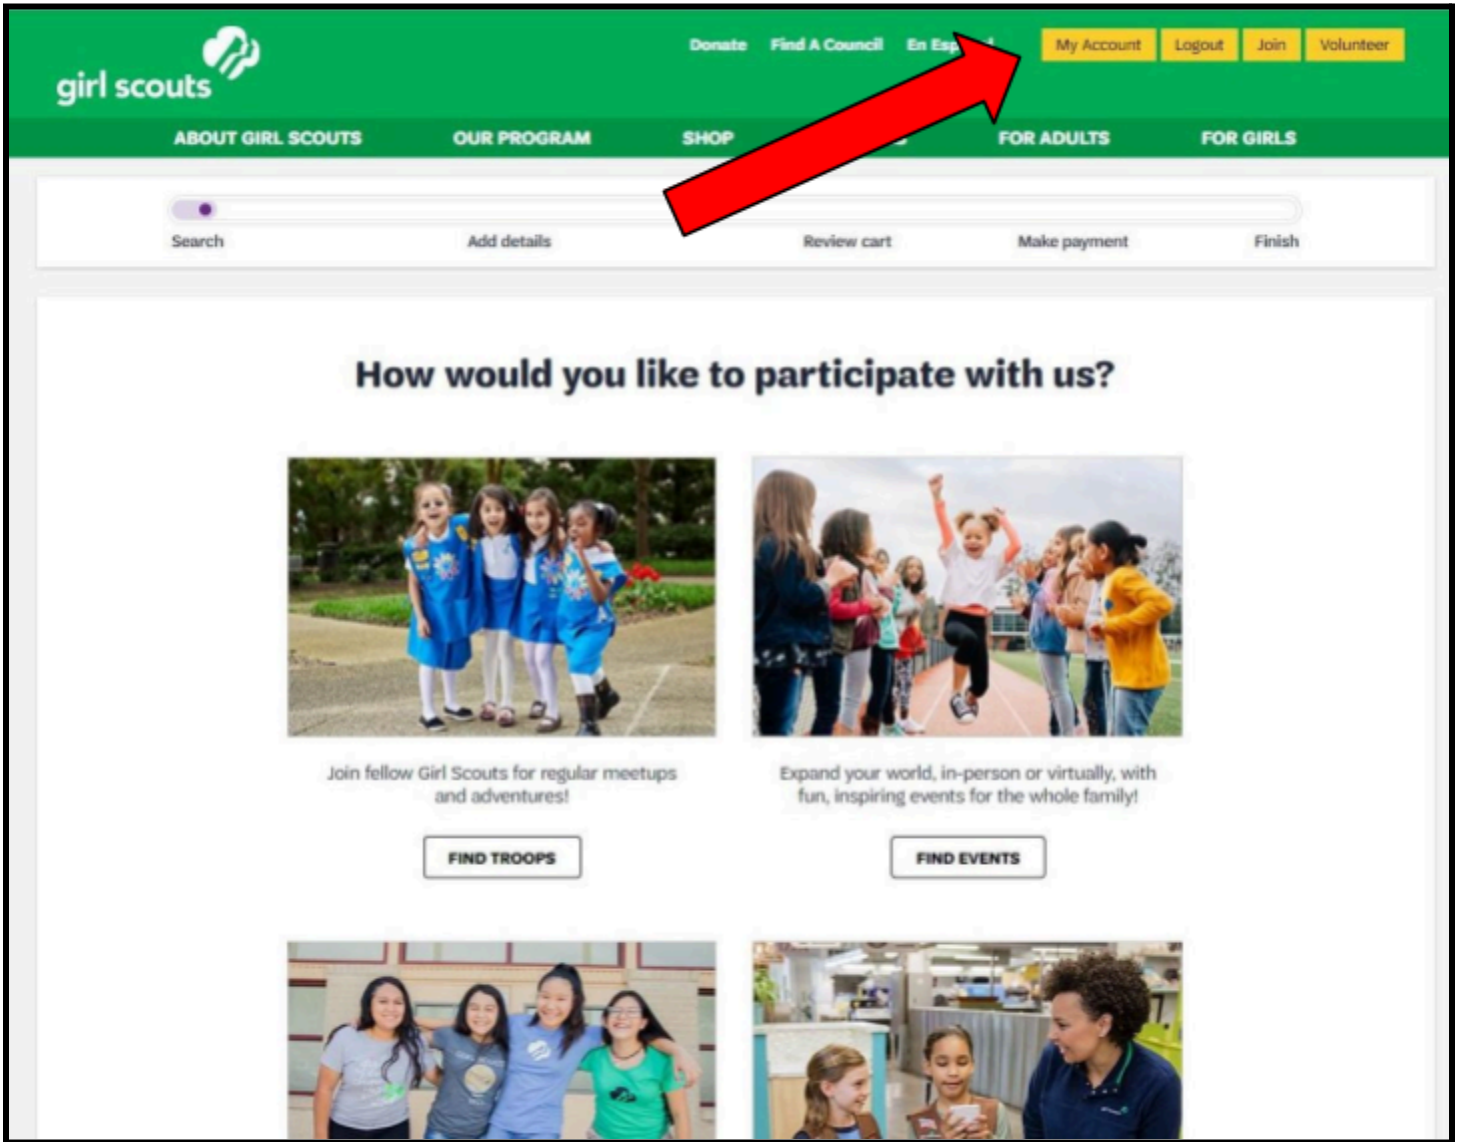 girl scouts
Donate Find A Council My Account Logout Join Volunteer
ABOUT GIRL SCOUTS OUR PROGRAM SHOP FOR ADULTS FOR GIRLS
Search Add details Review cart Make payment Finish
How would you like to participate with us?
Join fellow Girl Scouts for regular meetups
and adventures!
FIND TROOPS
Expand your world, in-person or virtually, with
fun, inspiring events for the whole family!
FIND EVENTS